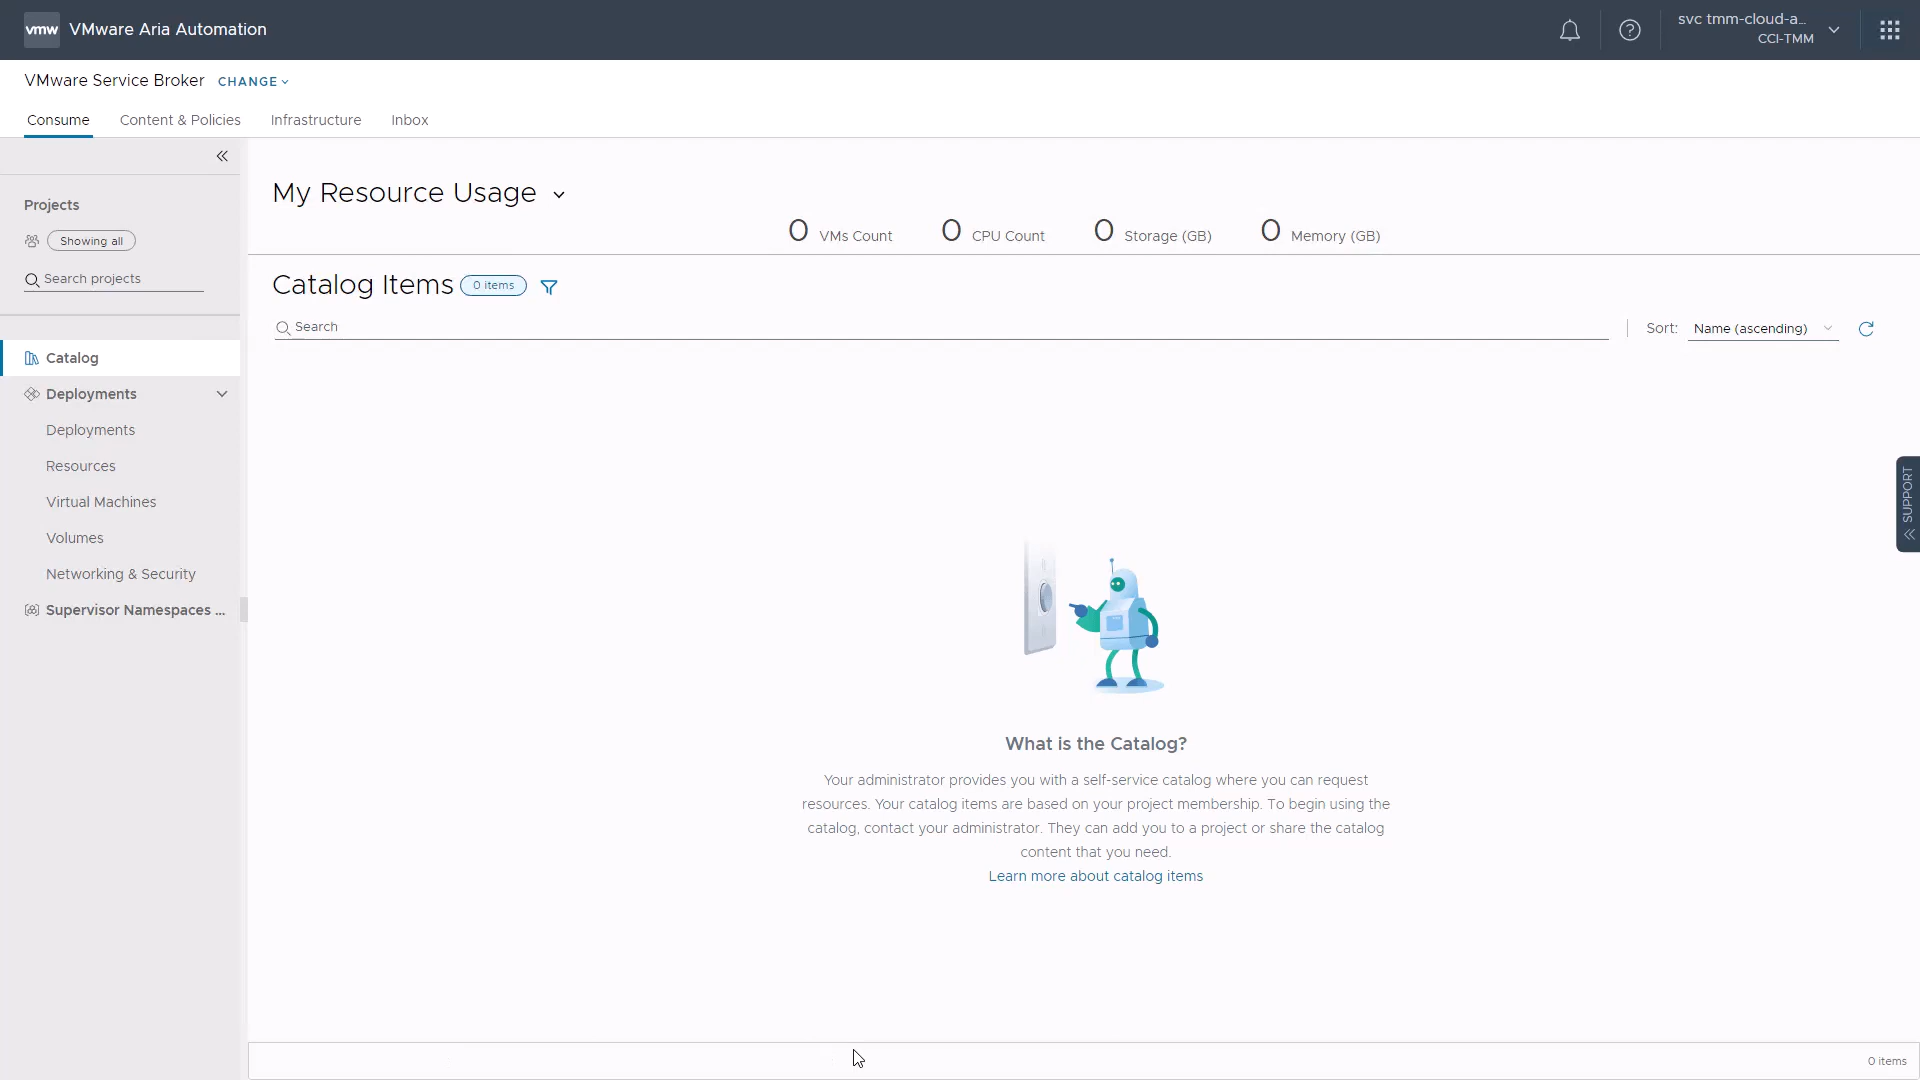 vmw VMware Aria Automation
svc tmm-cloud-a...
CCI-TMM
VMware Service Broker CHANGE
Consume Content & Policies Infrastructure Inbox
Projects
Showing all
Search projects
Catalog
Deployments
Deployments
Resources
Virtual Machines
Volumes
Networking & Security
Supervisor Namespaces ...
My Resource Usage
0 VMs Count 0 CPU Count 0 Storage (GB) 0 Memory (GB)
Catalog Items 0 items
Search
Sort: Name (ascending)
SUPPORT
What is the Catalog?
Your administrator provides you with a self-service catalog where you can request
resources. Your catalog items are based on your project membership. To begin using the
catalog, contact your administrator. They can add you to a project or share the catalog
content that you need.
Learn more about catalog items
0 items